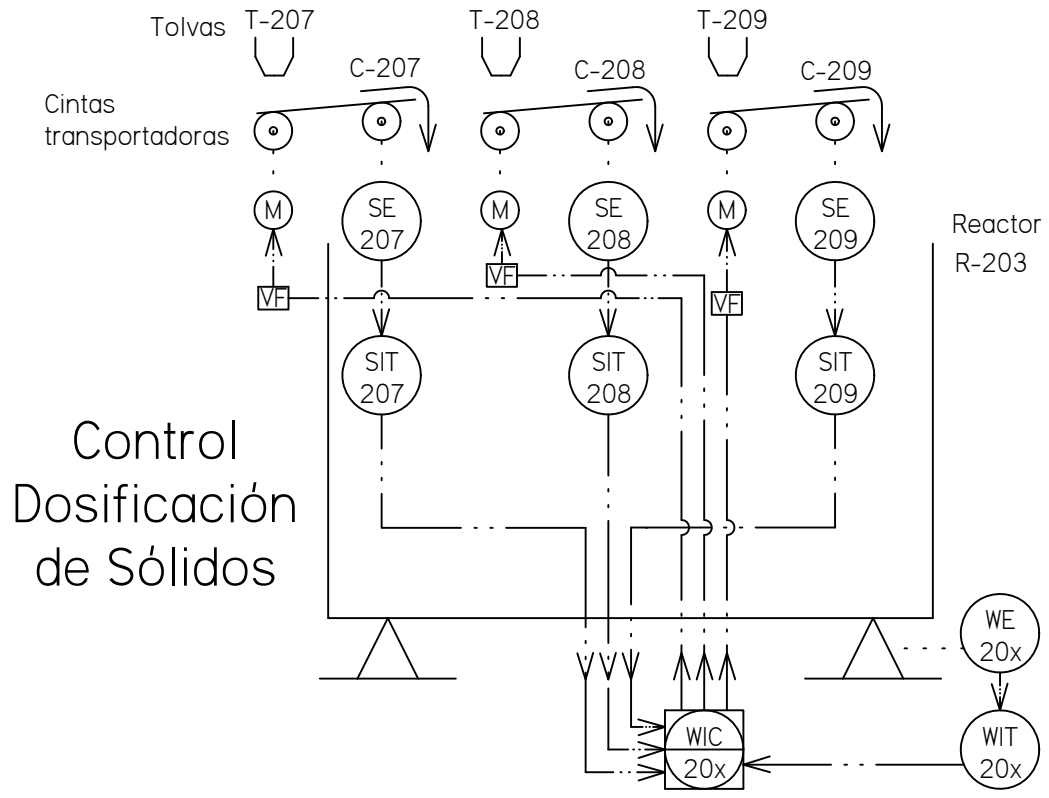 Tolvas
T-207
T-208
T-209
C-207
C-208
C-209
Cintas
transportadoras
M
SE
207
M
SE
208
M
SE
209
Reactor
R-203
VF
VF
VF
SIT
207
SIT
208
SIT
209
Control
Dosificación
de Sólidos
WE
20x
WIC
20x
WIT
20x